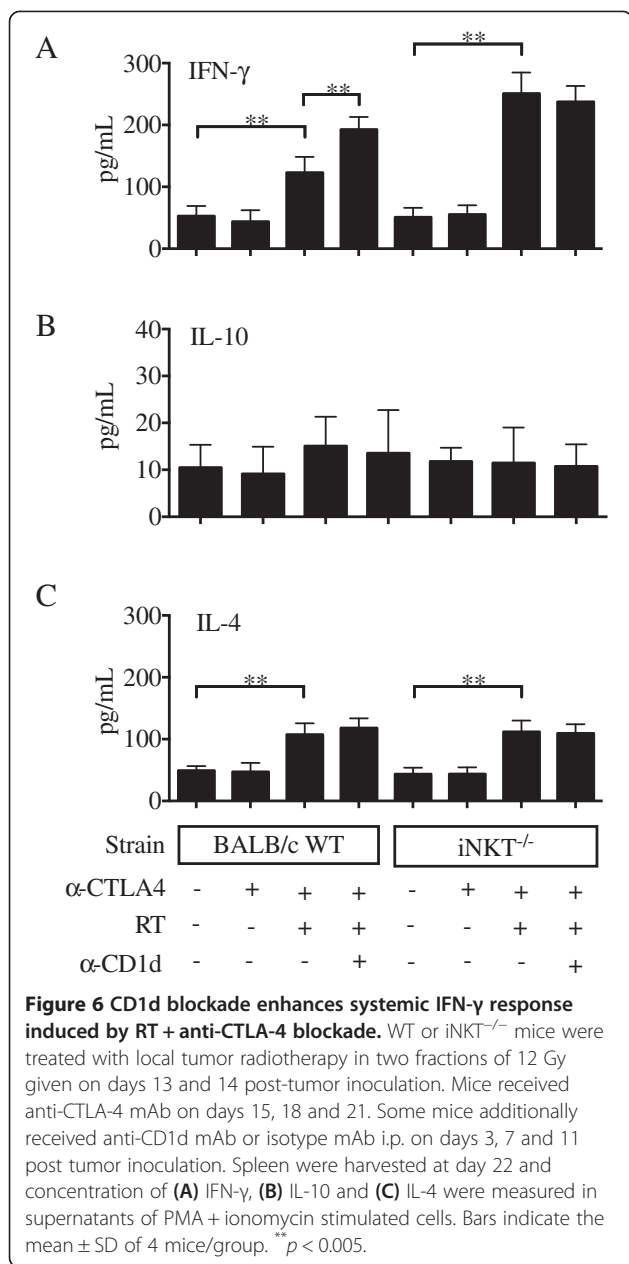 A
IFN-γ
**
**
**
pg/mL
300
200
100
0
B
IL-10
pg/mL
40
30
20
10
0
C
IL-4
**
**
pg/mL
300
200
100
0
Strain BALB/c WT iNKT-/-
α-CTLA4 - + + + - + + +
RT - - + + - - + +
α-CD1d - - - + - - - +
Figure 6 CD1d blockade enhances systemic IFN-γ response
induced by RT + anti-CTLA-4 blockade. WT or iNKT−/− mice were
treated with local tumor radiotherapy in two fractions of 12 Gy
given on days 13 and 14 post-tumor inoculation. Mice received
anti-CTLA-4 mAb on days 15, 18 and 21. Some mice additionally
received anti-CD1d mAb or isotype mAb i.p. on days 3, 7 and 11
post tumor inoculation. Spleen were harvested at day 22 and
concentration of (A) IFN-γ, (B) IL-10 and (C) IL-4 were measured in
supernatants of PMA + ionomycin stimulated cells. Bars indicate the
mean ± SD of 4 mice/group. **p < 0.005.